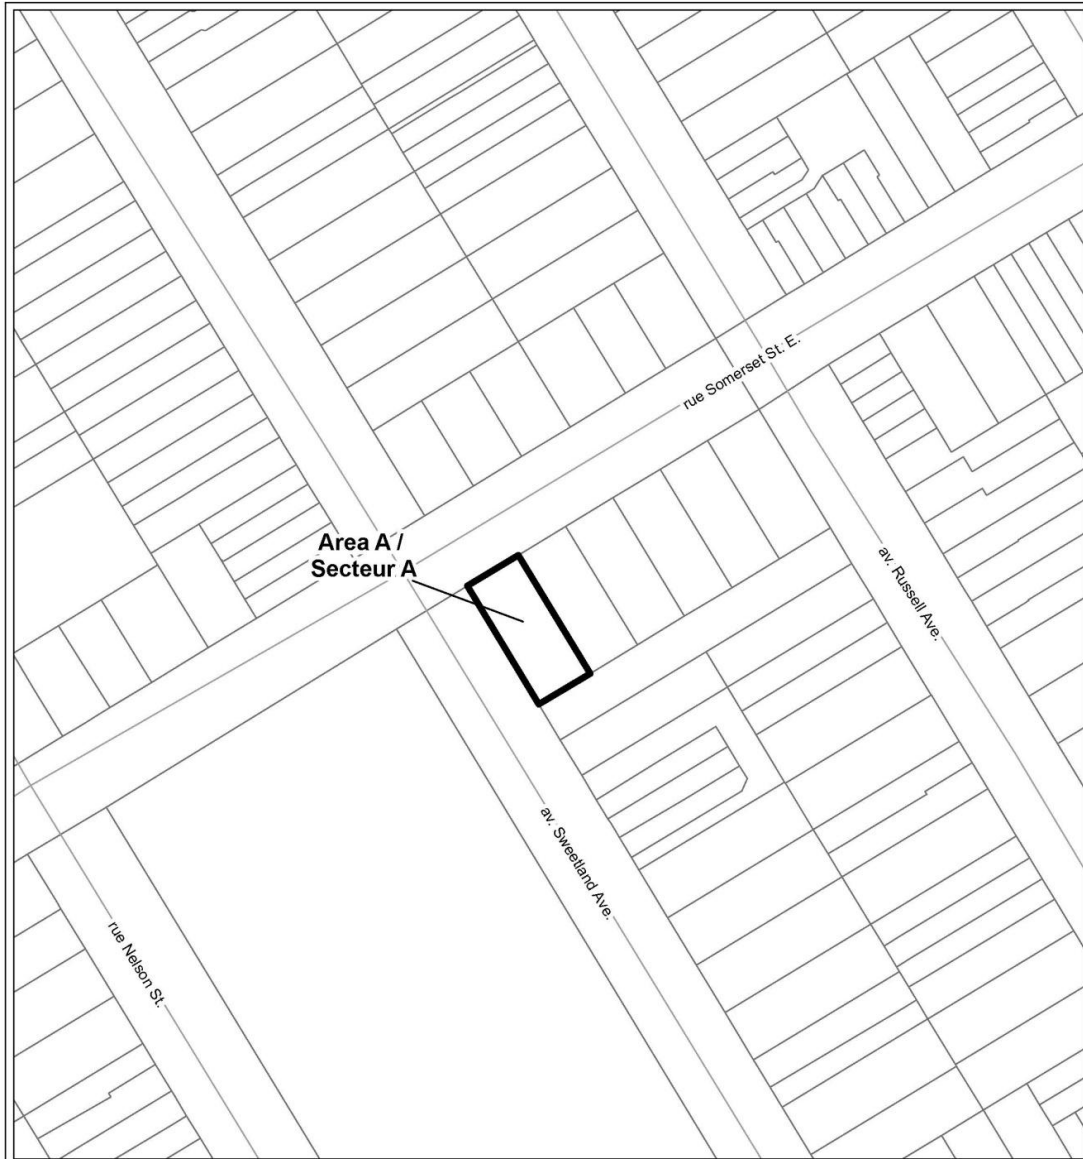 rue Somerset St. E.
Area A /
Secteur A
av. Russell Ave.
av. Sweetland Ave.
rue Nelson St.